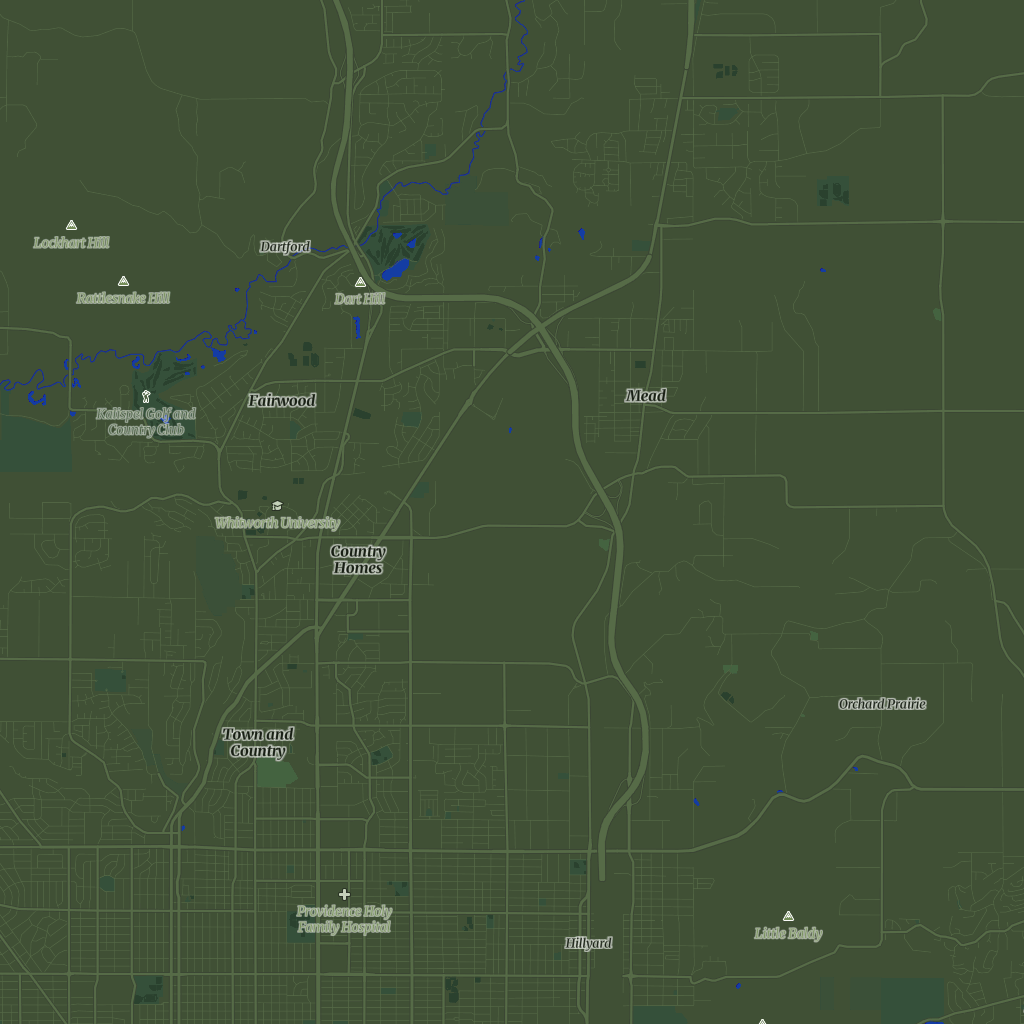 Lockhart Hill
Dartford
Rattlesnake Hill
Dart Hill
Fairwood
Mead
Kalispel Golf and
Country Club
Whitworth University
Country
Homes
Orchard Prairie
Town and
Country
Providence Holy
Family Hospital
Little Baldy
Hillyard